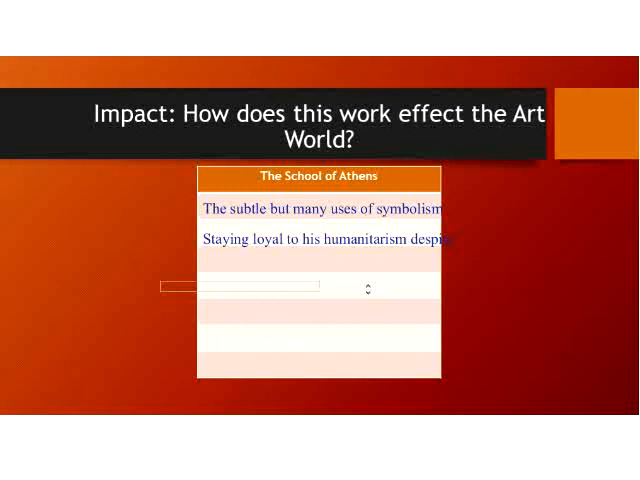 Impact: How does this work effect the Art
World?
The School of Athens
The subtle but many uses of symbolism
Staying loyal to his humanitarism